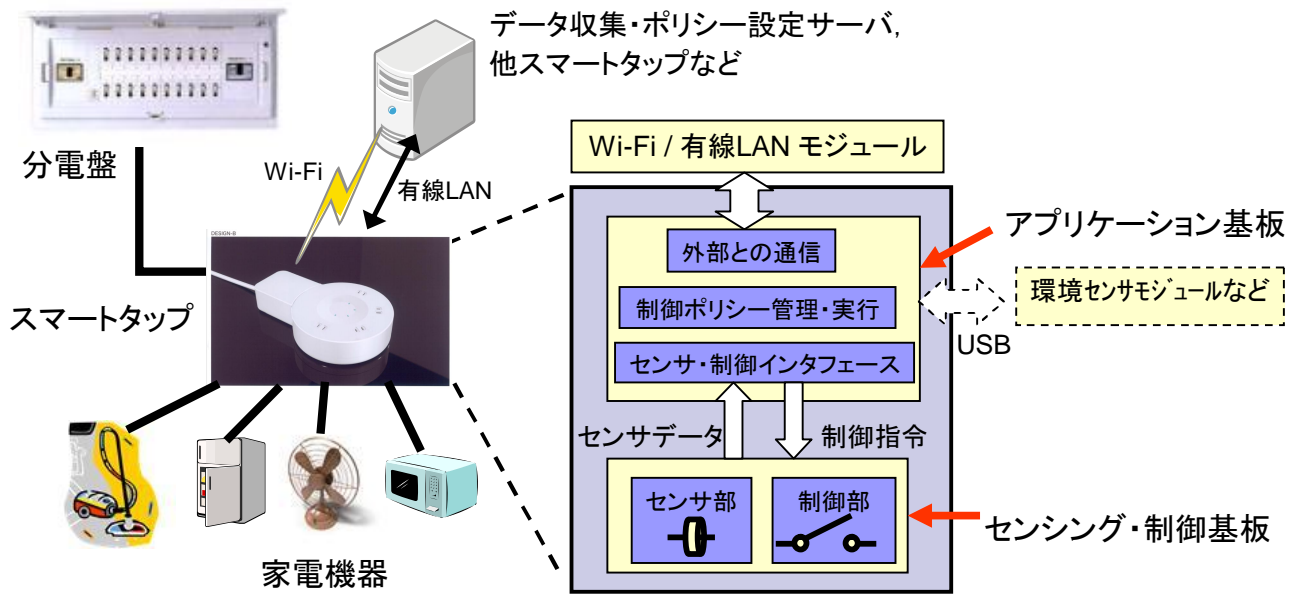 データ収集・ポリシー設定サーバ,
他スマートタップなど
分電盤
Wi-Fi
有線LAN
DESIGN-B
スマートタップ
家電機器
Wi-Fi / 有線LAN モジュール
外部との通信
制御ポリシー管理・実行
センサ・制御インタフェース
センサデータ
制御指令
センサ部
制御部
アプリケーション基板
環境センサモジュールなど
USB
センシング・制御基板